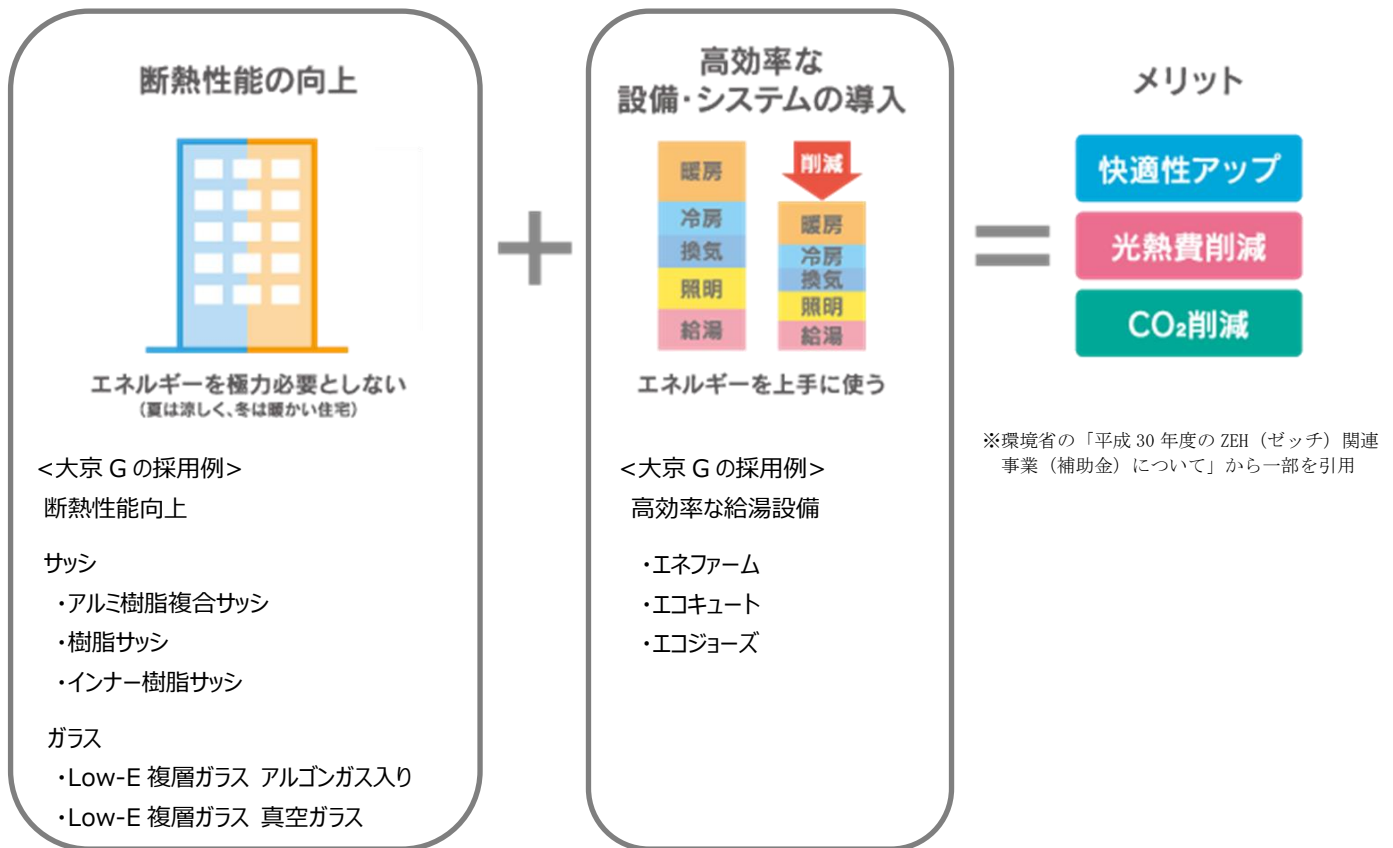 断熱性能の向上
エネルギーを極力必要としない
(夏は涼しく、冬は暖かい住宅)
<大京 G の採用例>
断熱性能向上
サッシ
・アルミ樹脂複合サッシ
・樹脂サッシ
・インナー樹脂サッシ
ガラス
・Low-E 複層ガラス アルゴンガス入り
・Low-E 複層ガラス 真空ガラス
+
高効率な
設備・システムの導入
暖房
冷房
換気
照明
給湯
削減
暖房
冷房
換気
照明
給湯
エネルギーを上手に使う
<大京 G の採用例>
高効率な給湯設備
・エネファーム
・エコキュート
・エコジョーズ
=
メリット
快適性アップ
光熱費削減
CO₂削減
※環境省の「平成 30 年度の ZEH（ゼッチ）関連
事業（補助金）について」から一部を引用